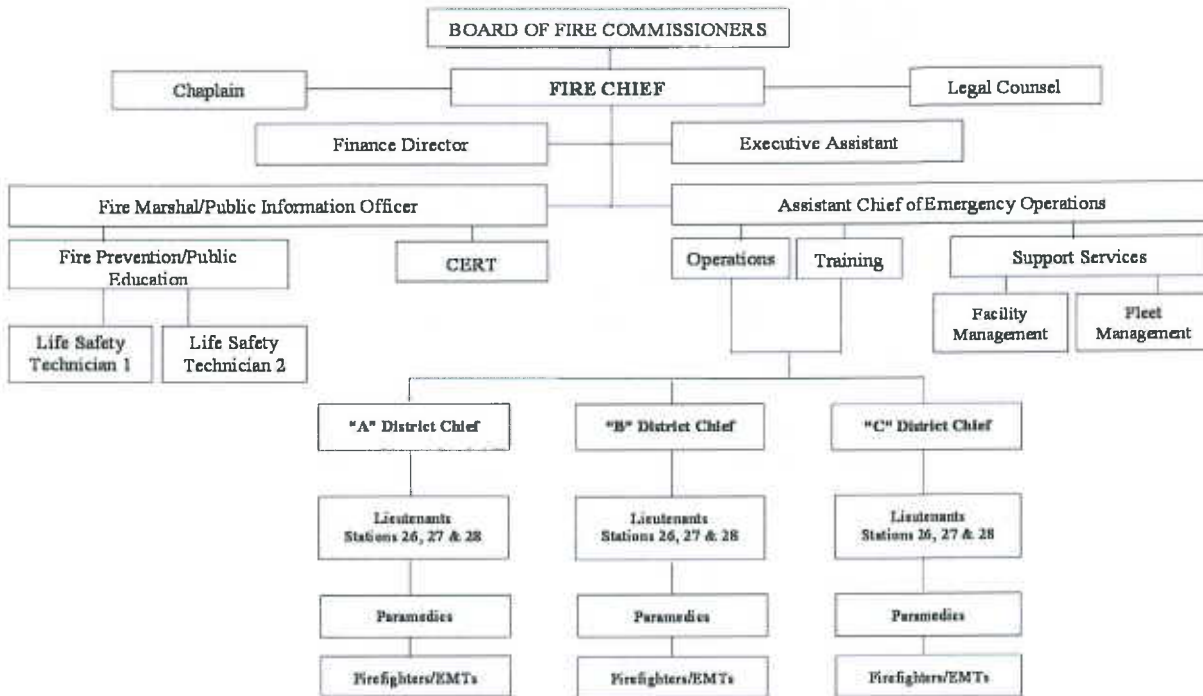 BOARD OF FIRE COMMISSIONERS
Chaplain
FIRE CHIEF
Legal Counsel
Finance Director
Executive Assistant
Fire Marshal/Public Information Officer
Assistant Chief of Emergency Operations
Fire Prevention/Public
Education
CERT
Operations
Training
Support Services
Life Safety
Technician 1
Life Safety
Technician 2
Facility
Management
Fleet
Management
"A" District Chief
"B" District Chief
"C" District Chief
Lieutenants
Stations 26, 27 & 28
Lieutenants
Stations 26, 27 & 28
Lieutenants
Stations 26, 27 & 28
Paramedics
Paramedics
Paramedics
Firefighters/EMTs
Firefighters/EMTs
Firefighters/EMTs